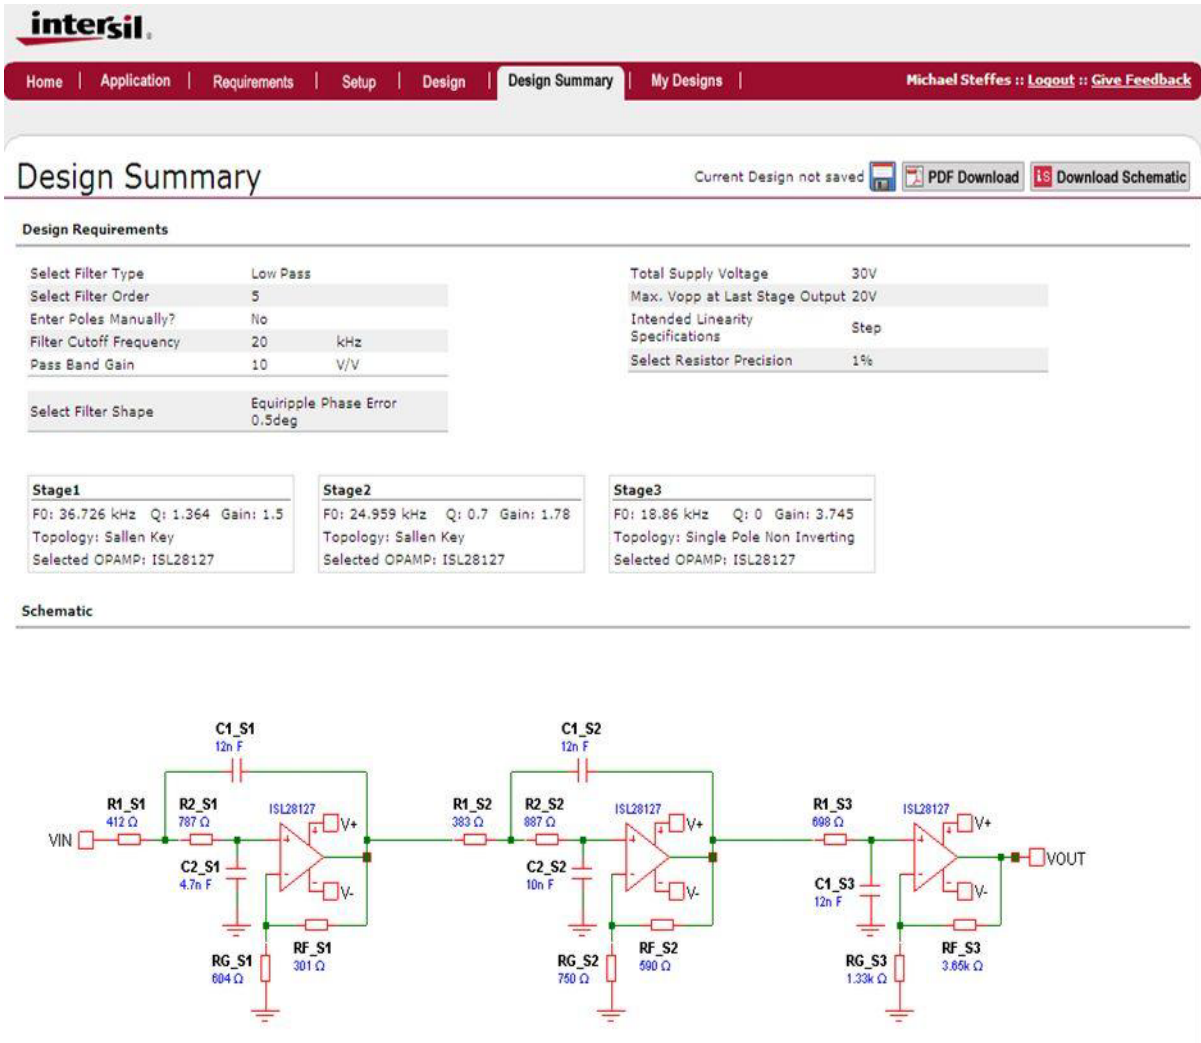 intersil.
Home | Application | Requirements | Setup | Design | Design Summary | My Designs | Michael Steffes :: Logout :: Give Feedback
Design Summary
Current Design not saved PDF Download iS Download Schematic
Design Requirements
Select Filter Type Low Pass
Select Filter Order 5
Enter Poles Manually? No
Filter Cutoff Frequency 20 kHz
Pass Band Gain 10 V/V
Select Filter Shape Equiripple Phase Error
0.5deg
Total Supply Voltage 30V
Max. Vopp at Last Stage Output 20V
Intended Linearity
Specifications Step
Select Resistor Precision 1%
Stage1
F0: 36.726 kHz Q: 1.364 Gain: 1.5
Topology: Sallen Key
Selected OPAMP: ISL28127
Stage2
F0: 24.959 kHz Q: 0.7 Gain: 1.78
Topology: Sallen Key
Selected OPAMP: ISL28127
Stage3
F0: 18.86 kHz Q: 0 Gain: 3.745
Topology: Single Pole Non Inverting
Selected OPAMP: ISL28127
Schematic
VIN
R1_S1
412 Ω
R2_S1
787 Ω
C1_S1
12n F
C2_S1
4.7n F
ISL28127
V+
V-
RG_S1
604 Ω
RF_S1
301 Ω
R1_S2
383 Ω
R2_S2
887 Ω
C1_S2
12n F
C2_S2
10n F
ISL28127
V+
V-
RG_S2
750 Ω
RF_S2
590 Ω
R1_S3
698 Ω
C1_S3
12n F
ISL28127
V+
V-
RG_S3
1.33k Ω
RF_S3
3.65k Ω
VOUT